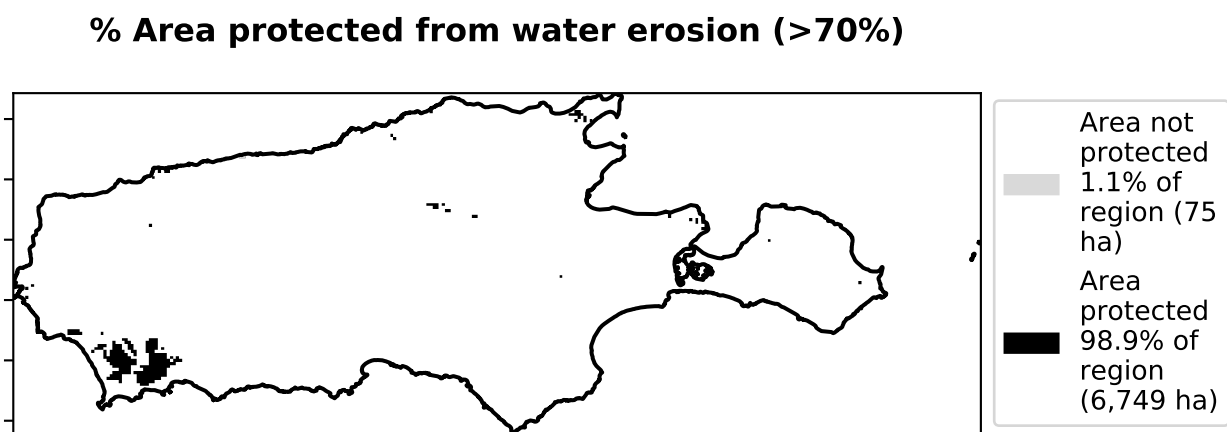 % Area protected from water erosion (>70%)
Area not
protected
1.1% of
region (75
ha)
Area
protected
98.9% of
region
(6,749 ha)